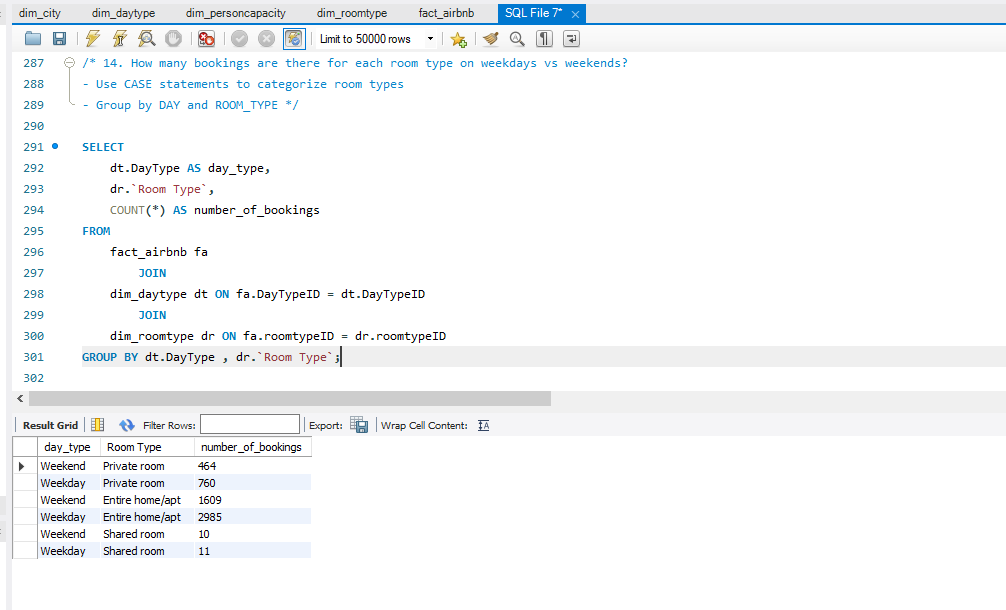 dim_city dim_daytype dim_personcapacity dim_roomtype fact_airbnb SQL File 7*
Limit to 50000 rows
287 /* 14. How many bookings are there for each room type on weekdays vs weekends?
288 - Use CASE statements to categorize room types
289 - Group by DAY and ROOM_TYPE */
290
291 SELECT
292 dt.DayType AS day_type,
293 dr.`Room Type`,
294 COUNT(*) AS number_of_bookings
295 FROM
296 fact_airbnb fa
297 JOIN
298 dim_daytype dt ON fa.DayTypeID = dt.DayTypeID
299 JOIN
300 dim_roomtype dr ON fa.roomtypeID = dr.roomtypeID
301 GROUP BY dt.DayType , dr.`Room Type`;
302
Result Grid Filter Rows: Export: Wrap Cell Content:
day_type Room Type number_of_bookings
Weekend Private room 464
Weekday Private room 760
Weekend Entire home/apt 1609
Weekday Entire home/apt 2985
Weekend Shared room 10
Weekday Shared room 11